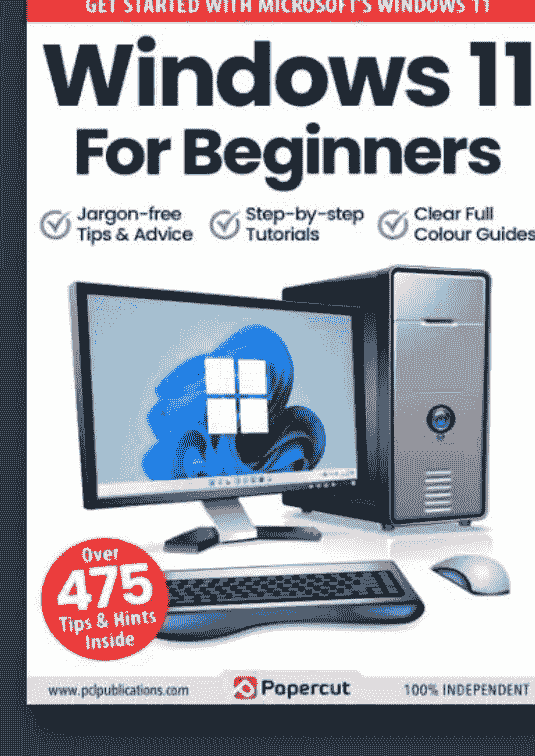 GET STARTED WITH MICROSOFT'S WINDOWS 11
Windows 11
For Beginners
Jargon-free
Tips & Advice
Step-by-step
Tutorials
Clear Full
Colour Guides
Over
475
Tips & Hints
Inside
www.pclpublications.com
Papercut
100% INDEPENDENT